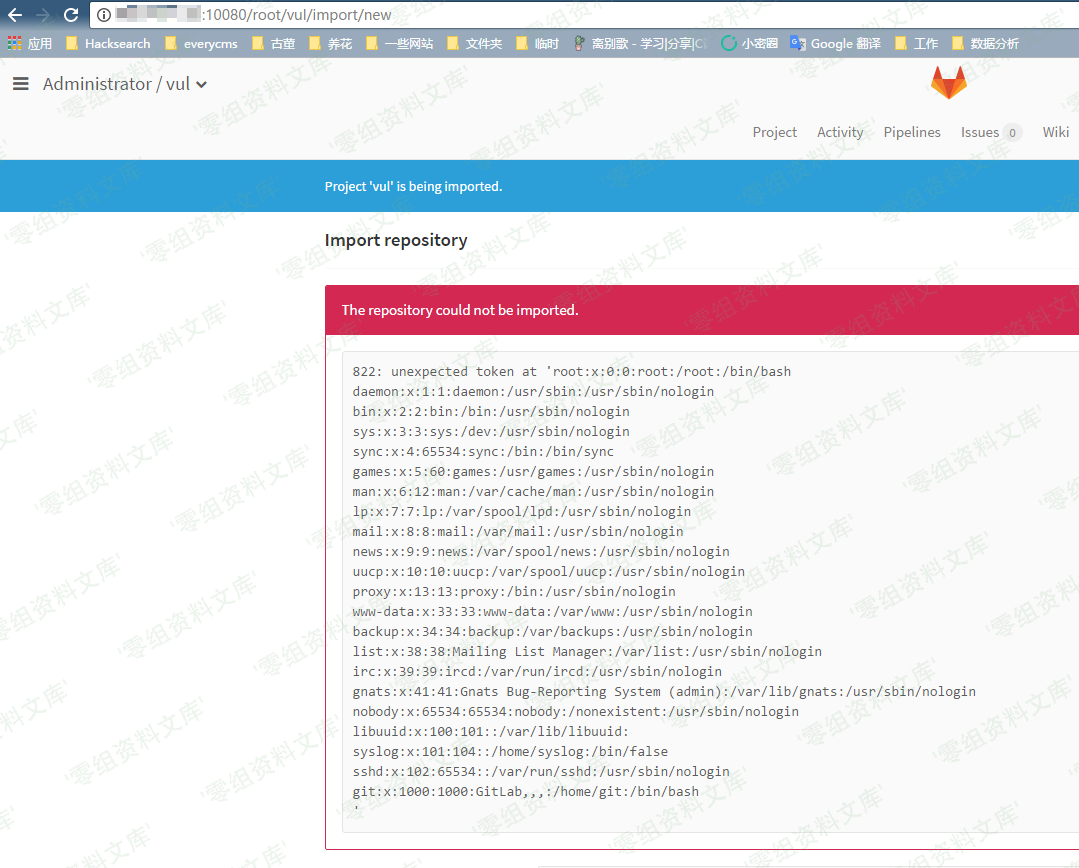 :10080/root/vul/import/new
应用 Hacksearch everycms 古董 养花 一些网站 文件夹 临时 离别歌 - 学习|分享|C 小密圈 Google 翻译 工作 数据分析
Administrator / vul
Project Activity Pipelines Issues 0 Wiki
Project 'vul' is being imported.
Import repository
The repository could not be imported.
822: unexpected token at 'root:x:0:0:root:/root:/bin/bash
daemon:x:1:1:daemon:/usr/sbin:/usr/sbin/nologin
bin:x:2:2:bin:/bin:/usr/sbin/nologin
sys:x:3:3:sys:/dev:/usr/sbin/nologin
sync:x:4:65534:sync:/bin:/bin/sync
games:x:5:60:games:/usr/games:/usr/sbin/nologin
man:x:6:12:man:/var/cache/man:/usr/sbin/nologin
lp:x:7:7:lp:/var/spool/lpd:/usr/sbin/nologin
mail:x:8:8:mail:/var/mail:/usr/sbin/nologin
news:x:9:9:news:/var/spool/news:/usr/sbin/nologin
uucp:x:10:10:uucp:/var/spool/uucp:/usr/sbin/nologin
proxy:x:13:13:proxy:/bin:/usr/sbin/nologin
www-data:x:33:33:www-data:/var/www:/usr/sbin/nologin
backup:x:34:34:backup:/var/backups:/usr/sbin/nologin
list:x:38:38:Mailing List Manager:/var/list:/usr/sbin/nologin
irc:x:39:39:ircd:/var/run/ircd:/usr/sbin/nologin
gnats:x:41:41:Gnats Bug-Reporting System (admin):/var/lib/gnats:/usr/sbin/nologin
nobody:x:65534:65534:nobody:/nonexistent:/usr/sbin/nologin
libuuid:x:100:101::/var/lib/libuuid:
syslog:x:101:104::/home/syslog:/bin/false
sshd:x:102:65534::/var/run/sshd:/usr/sbin/nologin
git:x:1000:1000:GitLab,,,:/home/git:/bin/bash
'
'零组资料文库'